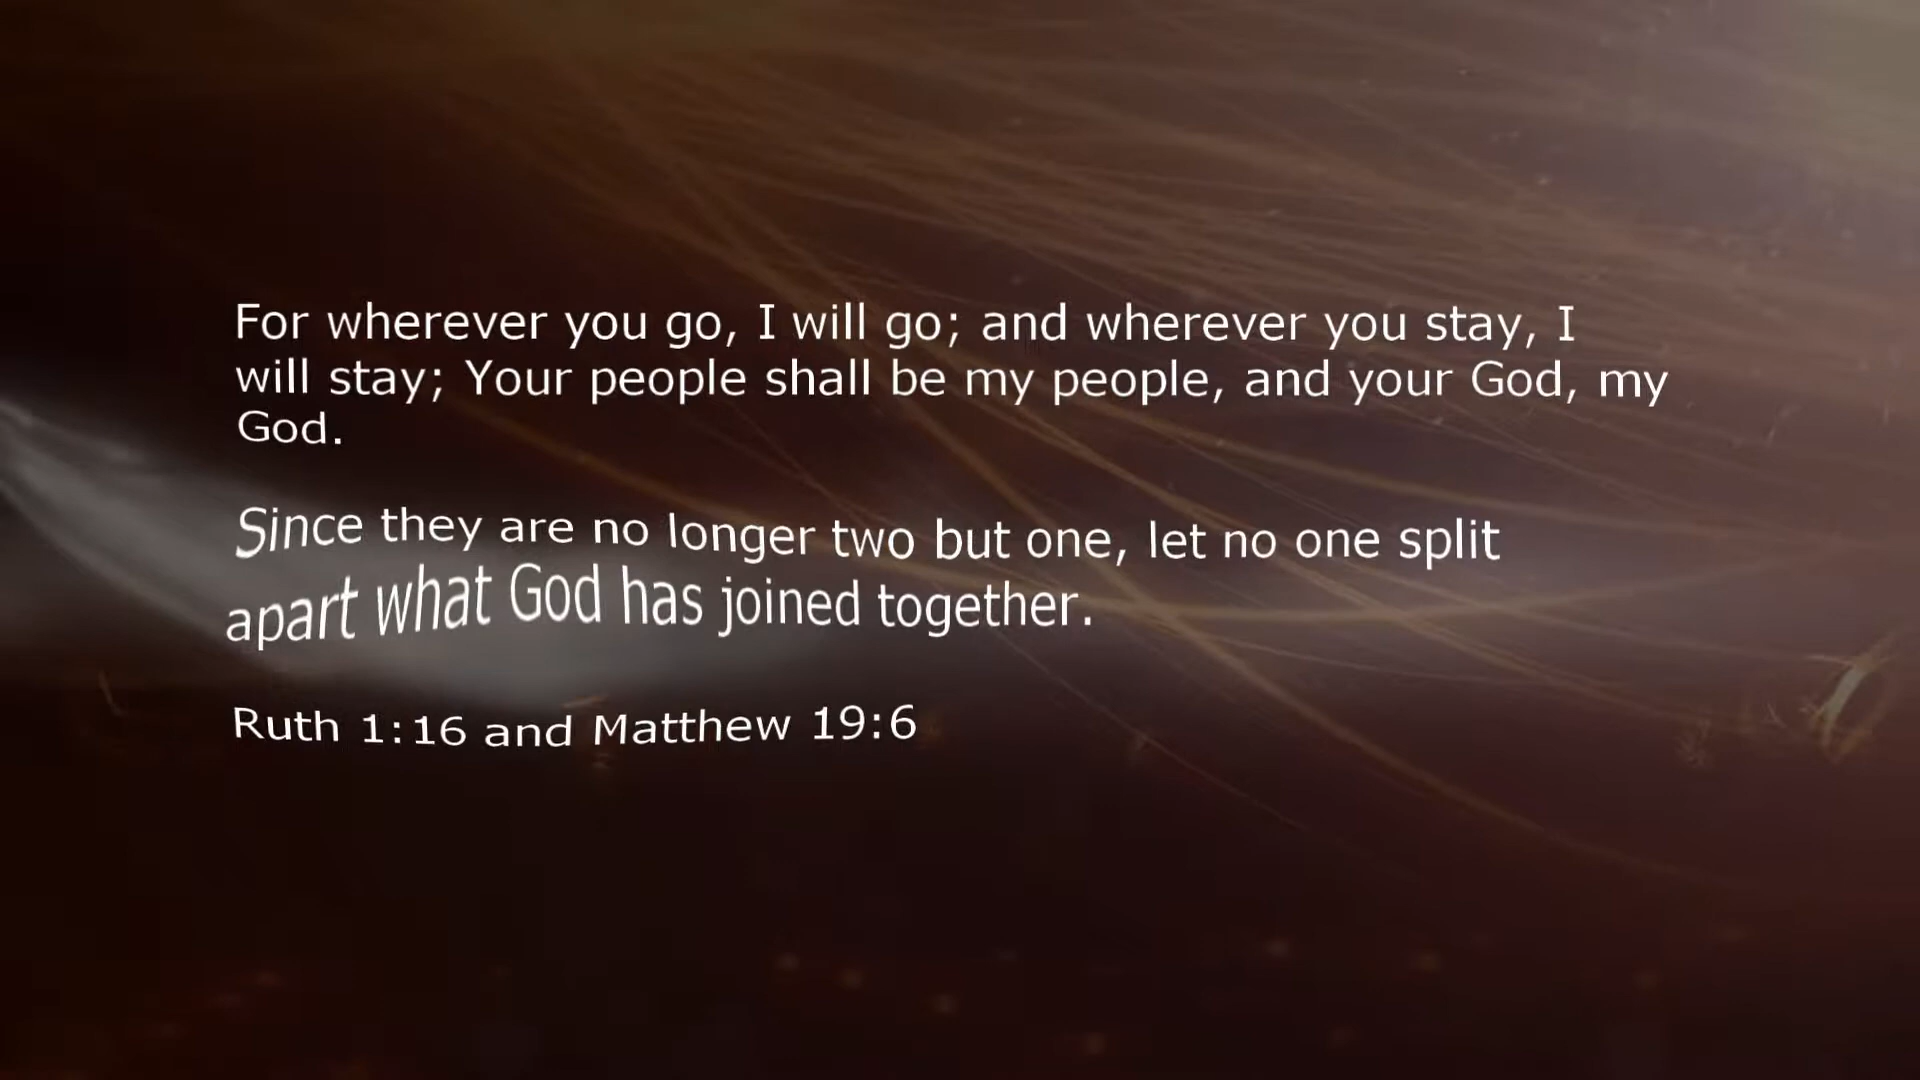 For wherever you go, I will go; and wherever you stay, I
will stay; Your people shall be my people, and your God, my
God.
Since they are no longer two but one, let no one split
apart what God has joined together.
Ruth 1:16 and Matthew 19:6